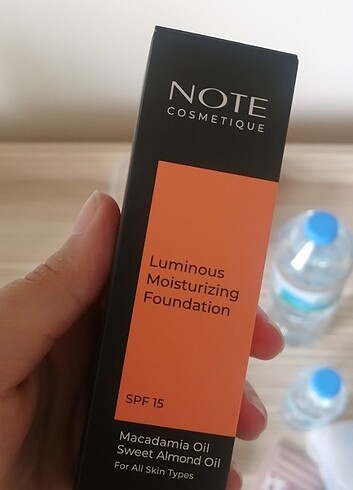 NOTE
COSMETIQUE
Luminous
Moisturizing
Foundation
SPF 15
Macadamia Oil
Sweet Almond Oil
For All Skin Types